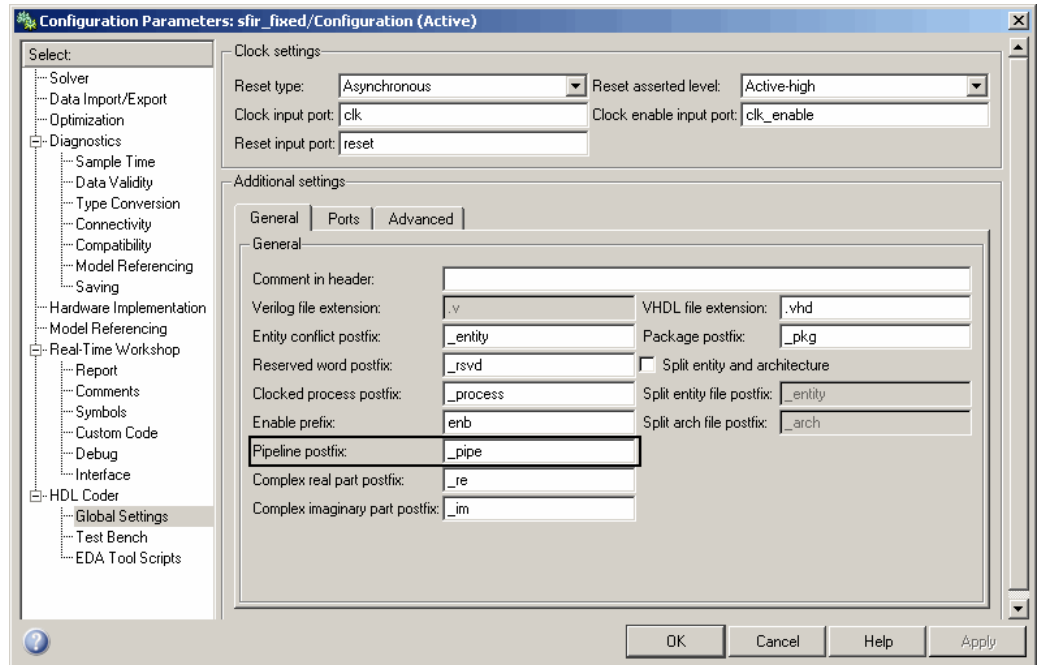 Configuration Parameters: sfir_fixed/Configuration (Active)
Select:
Solver
Data Import/Export
Optimization
Diagnostics
Sample Time
Data Validity
Type Conversion
Connectivity
Compatibility
Model Referencing
Saving
Hardware Implementation
Model Referencing
Real-Time Workshop
Report
Comments
Symbols
Custom Code
Debug
Interface
HDL Coder
Global Settings
Test Bench
EDA Tool Scripts
Clock settings
Reset type: Asynchronous Reset asserted level: Active-high
Clock input port: clk Clock enable input port: clk_enable
Reset input port: reset
Additional settings
General Ports Advanced
General
Comment in header:
Verilog file extension: .v VHDL file extension: .vhd
Entity conflict postfix: _entity Package postfix: _pkg
Reserved word postfix: _rsvd Split entity and architecture
Clocked process postfix: _process Split entity file postfix: _entity
Enable prefix: enb Split arch file postfix: _arch
Pipeline postfix: _pipe
Complex real part postfix: _re
Complex imaginary part postfix: _im
OK Cancel Help Apply